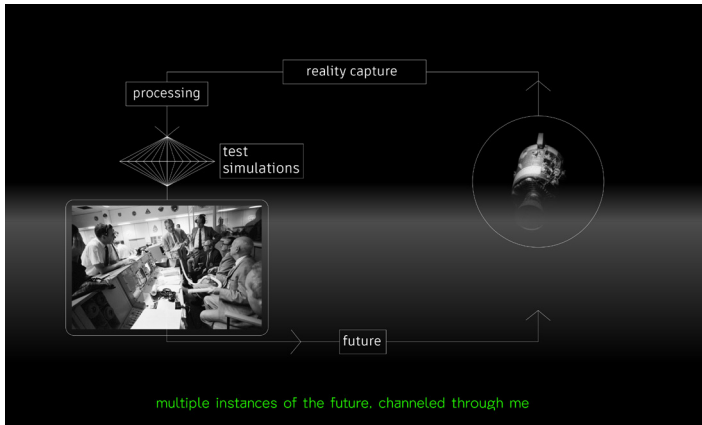 reality capture
processing
test
simulations
future
multiple instances of the future, channeled through me